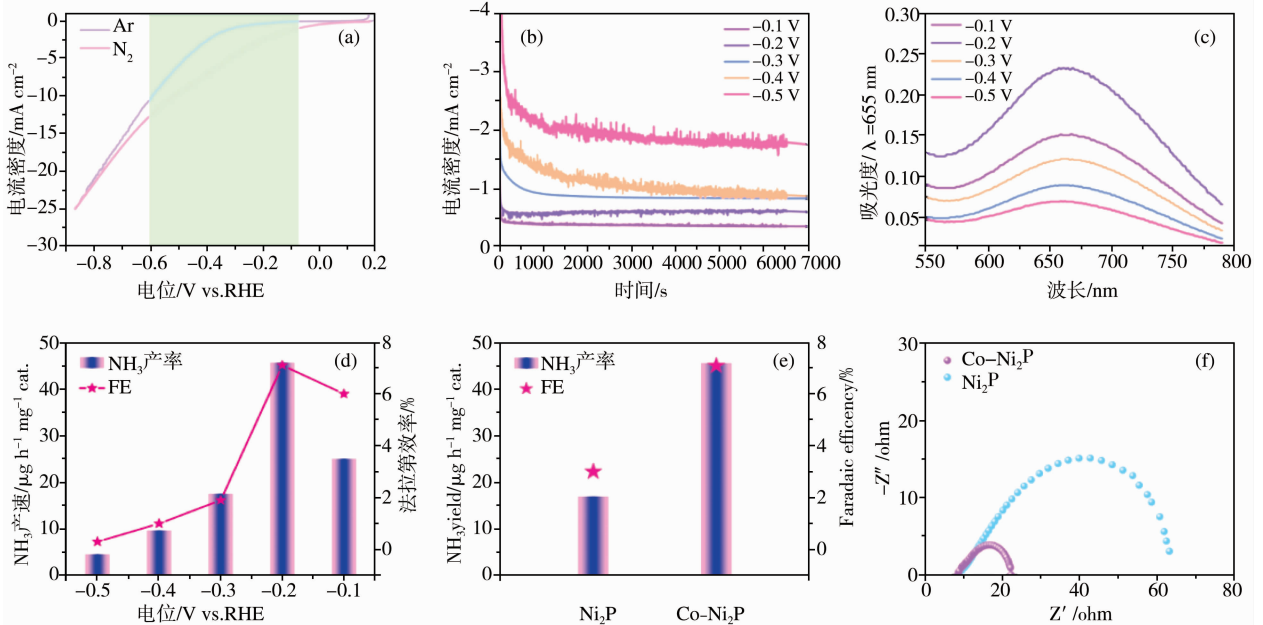 0
−5
−10
−15
−20
−25
−30
电流密度/mA cm⁻²
Ar
N₂
(a)
−0.8
−0.6
−0.4
−0.2
0.0
0.2
电位/V vs.RHE
−4
−3
−2
−1
0
电流密度/mA cm⁻²
(b)
−0.1 V
−0.2 V
−0.3 V
−0.4 V
−0.5 V
0
1000
2000
3000
4000
5000
6000
7000
时间/s
0.30
0.25
0.20
0.15
0.10
0.05
吸光度/ λ =655 nm
−0.1 V
−0.2 V
−0.3 V
−0.4 V
−0.5 V
(c)
550
600
650
700
750
800
波长/nm
50
40
30
20
10
0
NH₃产速/μg h⁻¹ mg⁻¹ cat.
NH₃产率
FE
(d)
8
6
4
2
0
法拉第效率/%
−0.5
−0.4
−0.3
−0.2
−0.1
电位/V vs.RHE
50
40
30
20
10
0
NH₃yield/μg h⁻¹ mg⁻¹ cat.
NH₃产率
FE
(e)
8
6
4
2
0
Faradaic efficency/%
Ni₂P
Co−Ni₂P
30
20
10
0
−Z″ /ohm
Co−Ni₂P
Ni₂P
(f)
0
20
40
60
80
Z′ /ohm